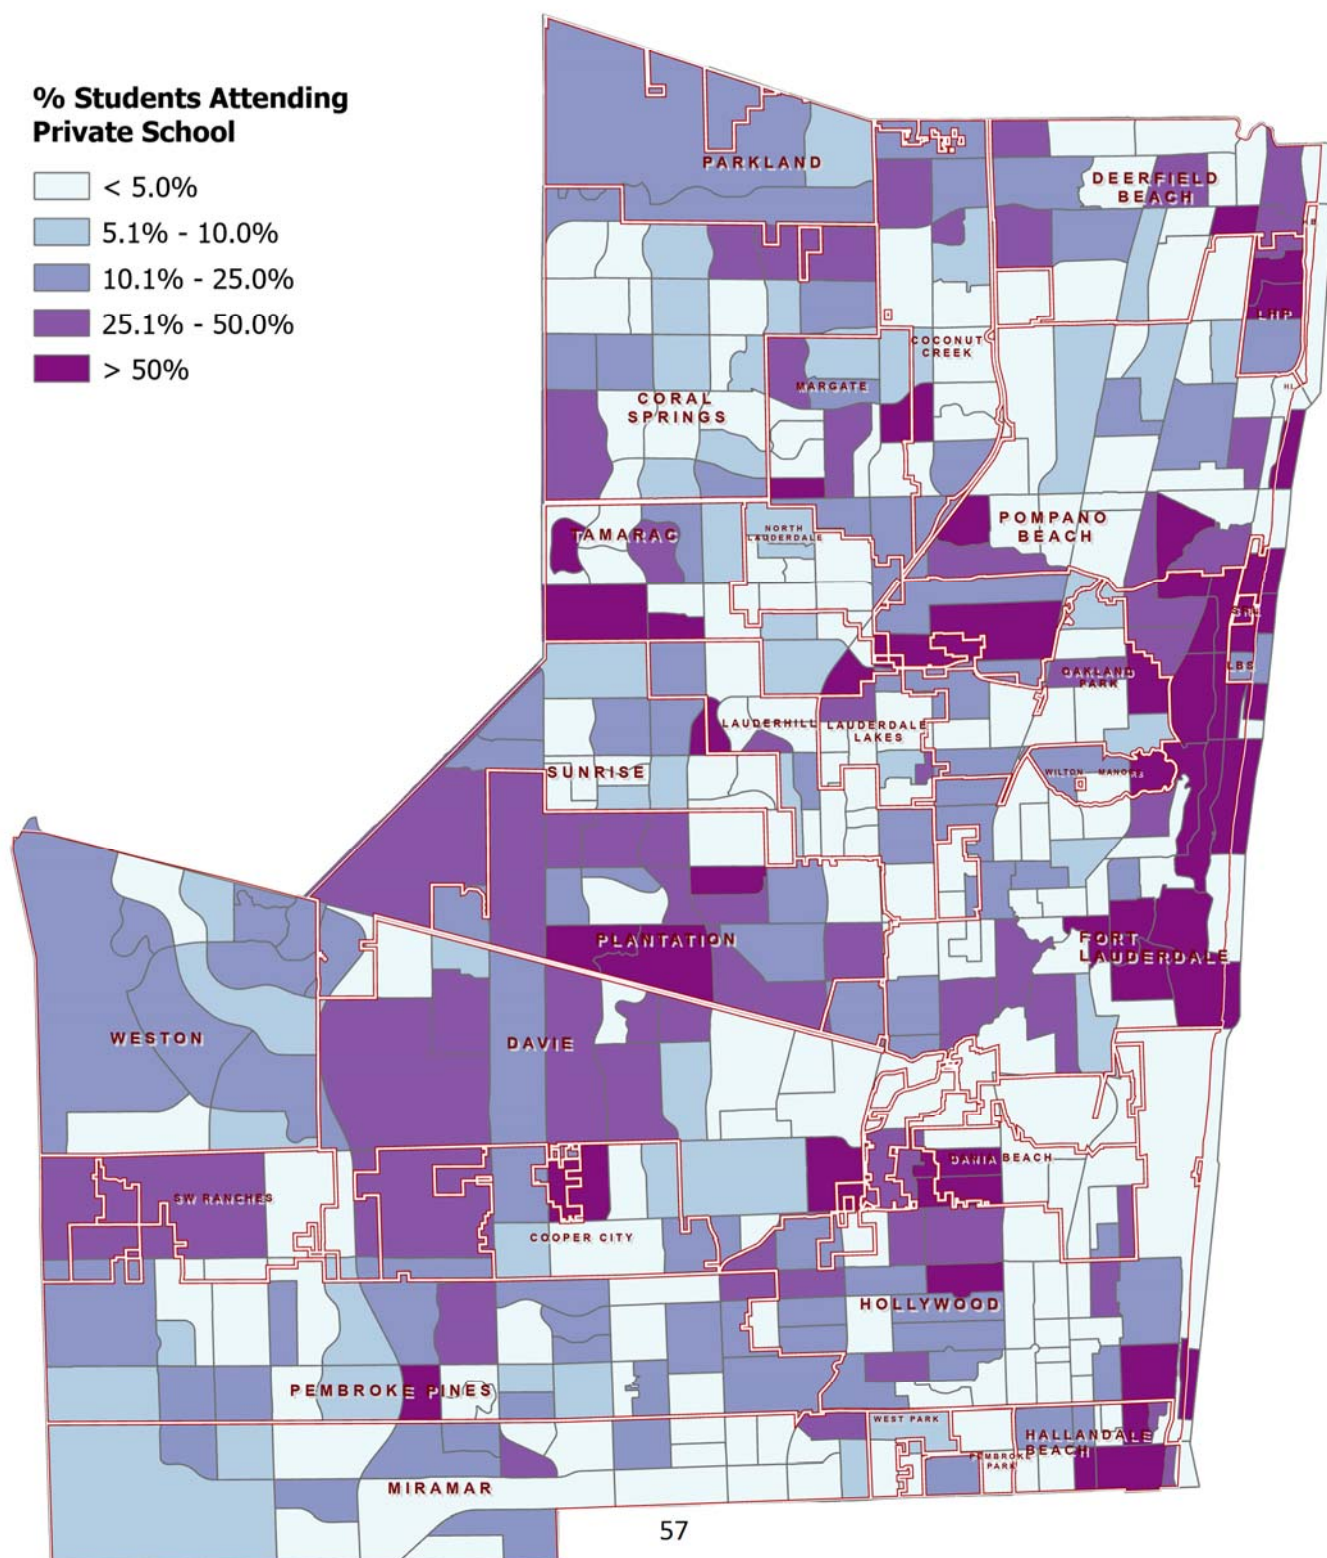 % Students Attending
Private School
< 5.0%
5.1% - 10.0%
10.1% - 25.0%
25.1% - 50.0%
> 50%
PARKLAND
DEERFIELD
BEACH
LHP
COCONUT
CREEK
MARGATE
CORAL
SPRINGS
POMPANO
BEACH
TAMARAC
NORTH
LAUDERDALE
LBS
OAKLAND
PARK
LAUDERHILL
LAUDERDALE
LAKES
SUNRISE
WILTON MANORS
PLANTATION
FORT
LAUDERDALE
WESTON
DAVIE
DANIA BEACH
SW RANCHES
COOPER CITY
HOLLYWOOD
PEMBROKE PINES
WEST PARK
HALLANDALE
BEACH
PEMBROKE
PARK
MIRAMAR
57